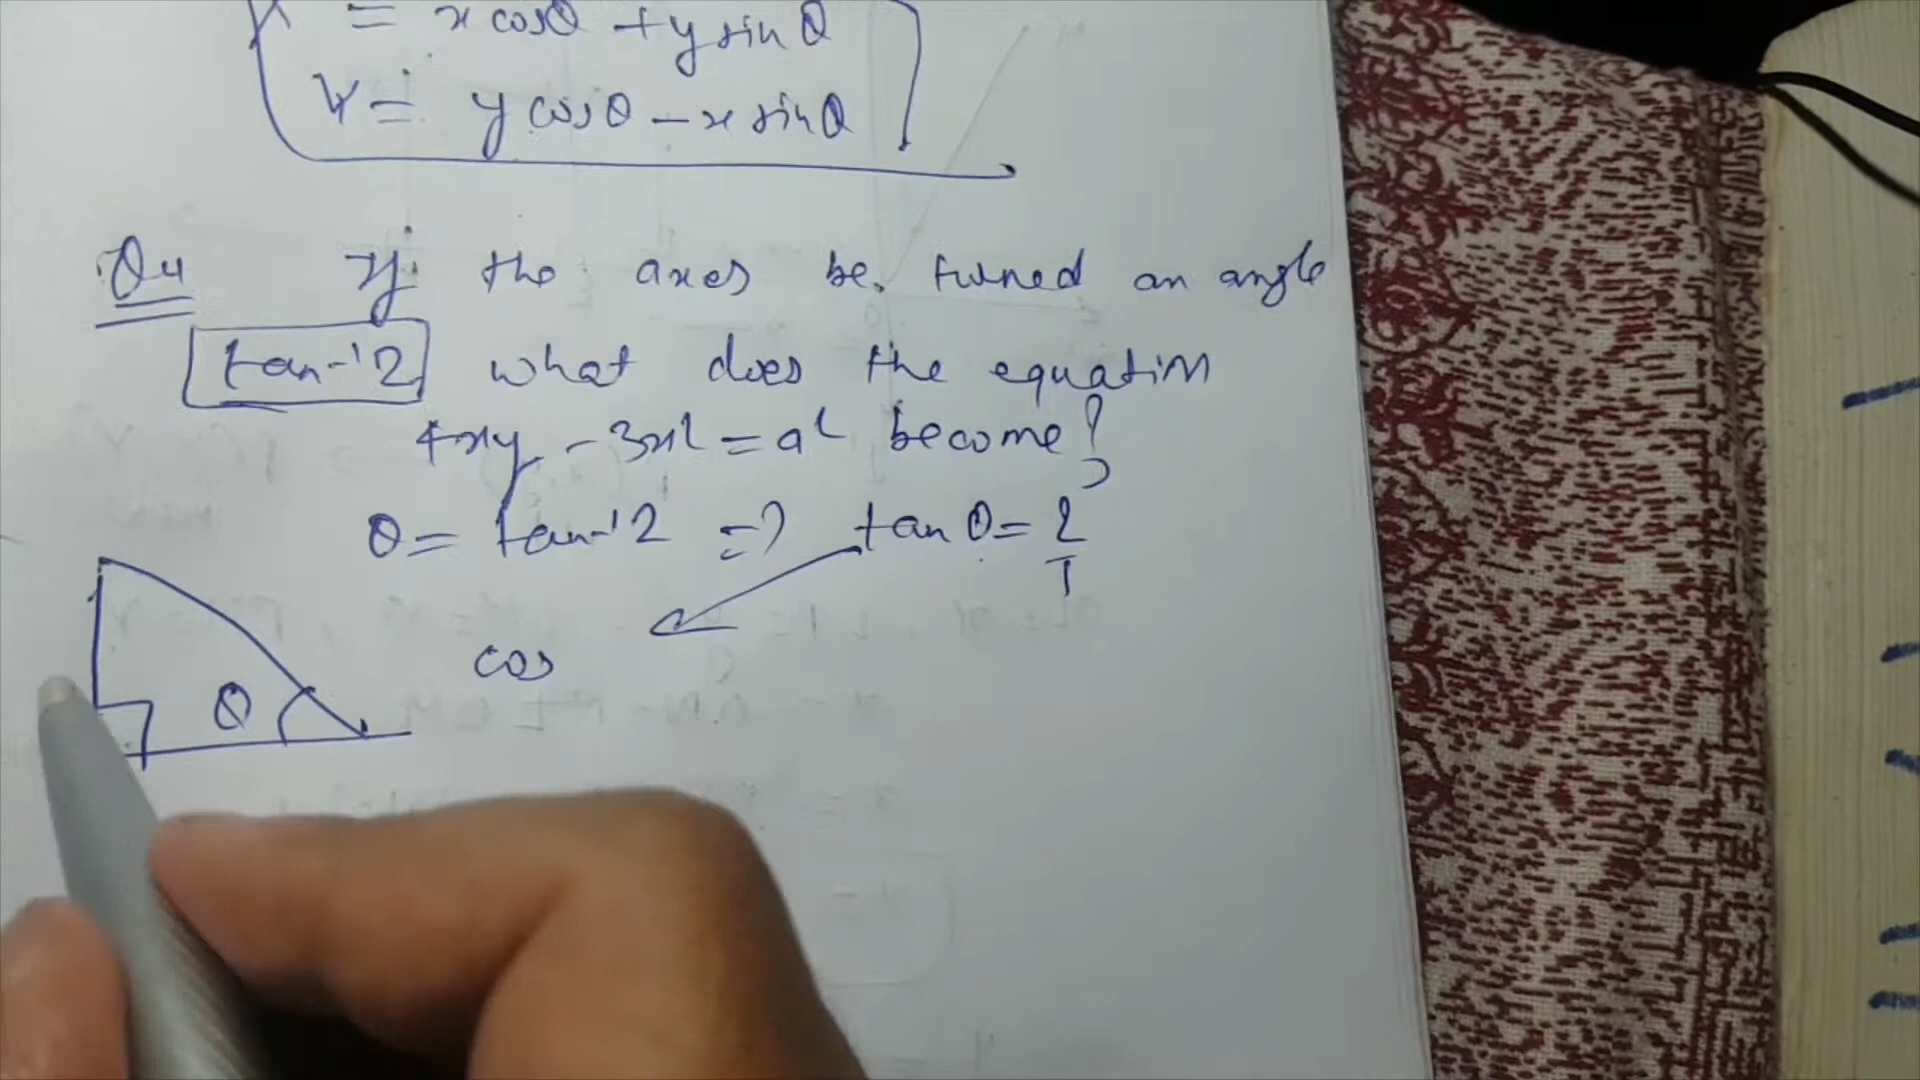 X = x cosθ + y sinθ
Y = y cosθ - x sinθ
Q4 If the axes be turned an angle
tan-¹2 what does the equation
4xy - 3x² = a² become?
θ = tan-¹2 => tan θ = 2/1
cos
θ